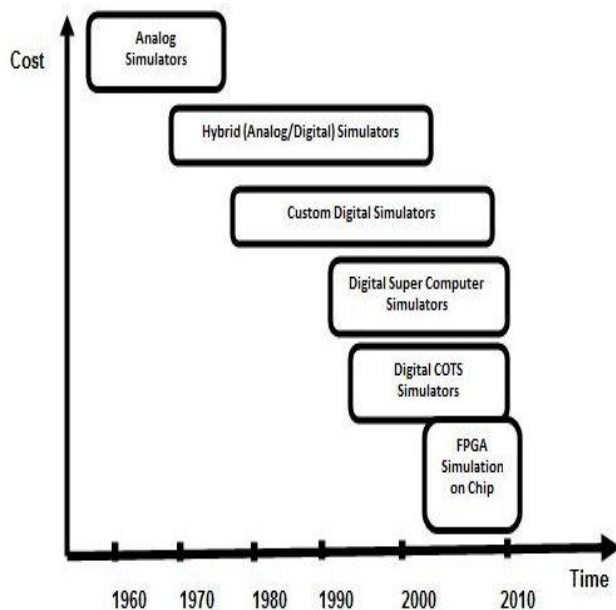 Cost
Analog
Simulators
Hybrid (Analog/Digital) Simulators
Custom Digital Simulators
Digital Super Computer
Simulators
Digital COTS
Simulators
FPGA
Simulation
on Chip
Time
1960 1970 1980 1990 2000 2010